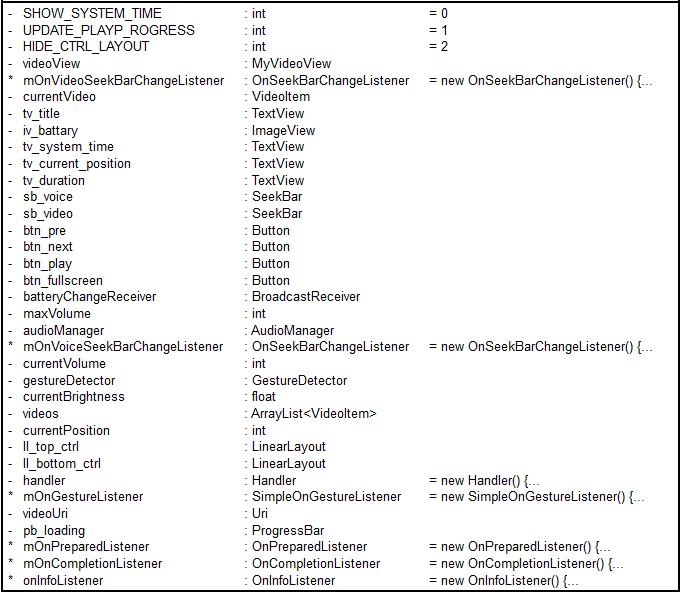 - SHOW_SYSTEM_TIME : int = 0
- UPDATE_PLAYP_ROGRESS : int = 1
- HIDE_CTRL_LAYOUT : int = 2
- videoView : MyVideoView
* mOnVideoSeekBarChangeListener : OnSeekBarChangeListener = new OnSeekBarChangeListener() {...
- currentVideo : VideoItem
- tv_title : TextView
- iv_battary : ImageView
- tv_system_time : TextView
- tv_current_position : TextView
- tv_duration : TextView
- sb_voice : SeekBar
- sb_video : SeekBar
- btn_pre : Button
- btn_next : Button
- btn_play : Button
- btn_fullscreen : Button
- batteryChangeReceiver : BroadcastReceiver
- maxVolume : int
- audioManager : AudioManager
* mOnVoiceSeekBarChangeListener : OnSeekBarChangeListener = new OnSeekBarChangeListener() {...
- currentVolume : int
- gestureDetector : GestureDetector
- currentBrightness : float
- videos : ArrayList<VideoItem>
- currentPosition : int
- ll_top_ctrl : LinearLayout
- ll_bottom_ctrl : LinearLayout
- handler : Handler = new Handler() {...
* mOnGestureListener : SimpleOnGestureListener = new SimpleOnGestureListener() {...
- videoUri : Uri
- pb_loading : ProgressBar
* mOnPreparedListener : OnPreparedListener = new OnPreparedListener() {...
* mOnCompletionListener : OnCompletionListener = new OnCompletionListener() {...
* onInfoListener : OnInfoListener = new OnInfoListener() {...